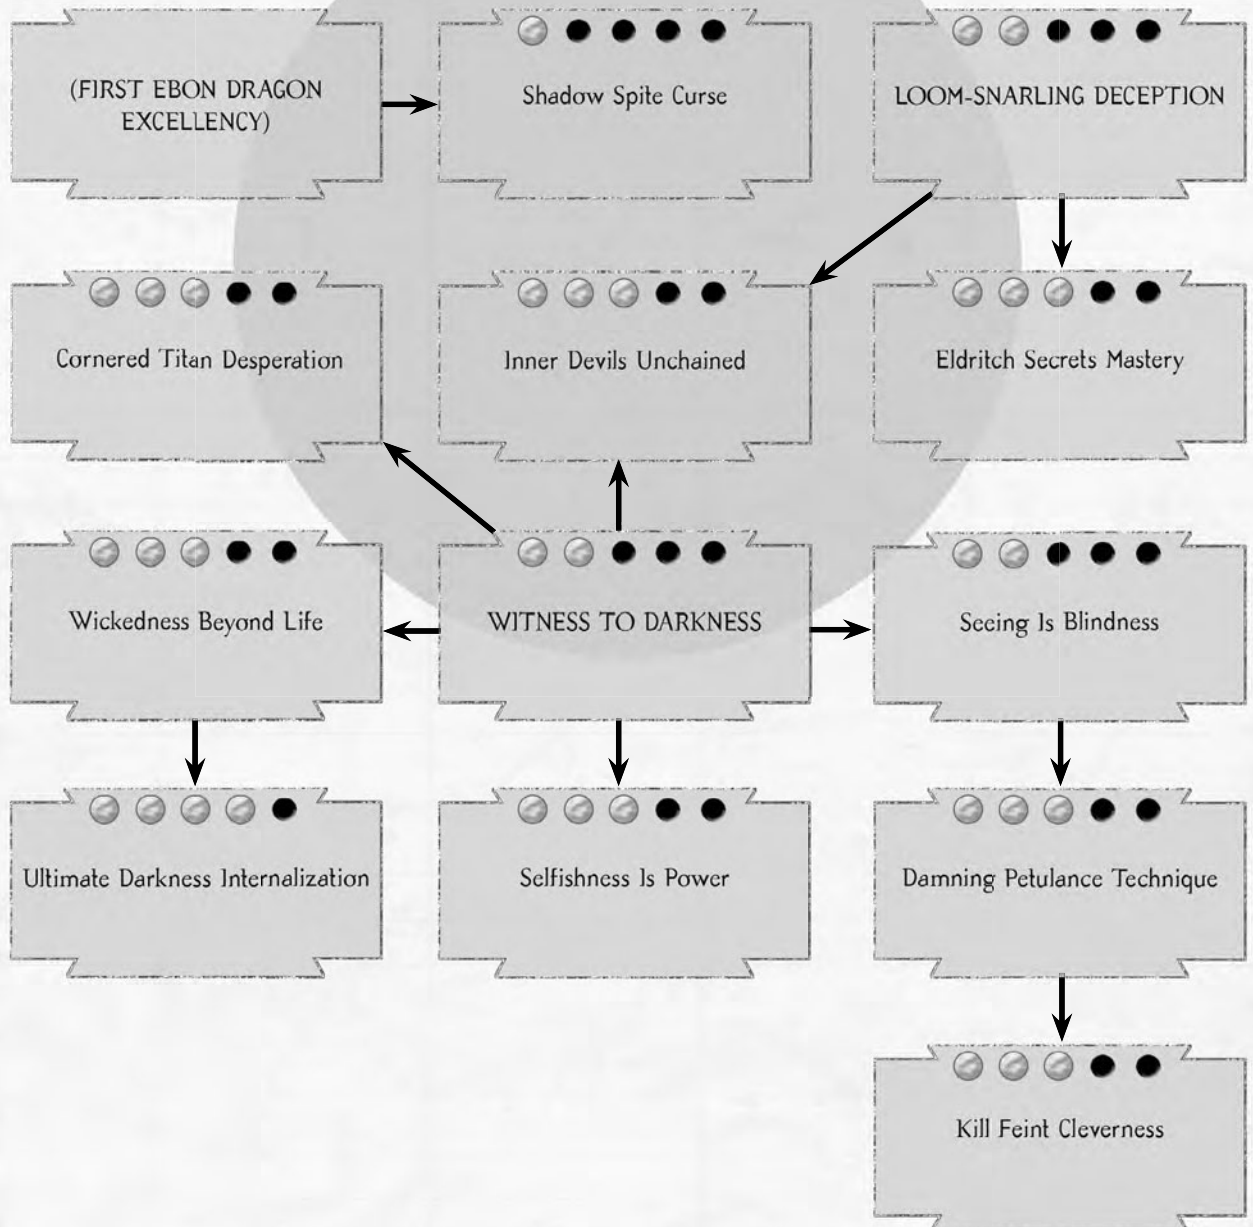 (FIRST EBON DRAGON
EXCELLENCY)
Shadow Spite Curse
LOOM-SNARLING DECEPTION
Cornered Titan Desperation
Inner Devils Unchained
Eldritch Secrets Mastery
Wickedness Beyond Life
WITNESS TO DARKNESS
Seeing Is Blindness
Ultimate Darkness Internalization
Selfishness Is Power
Damning Petulance Technique
Kill Feint Cleverness